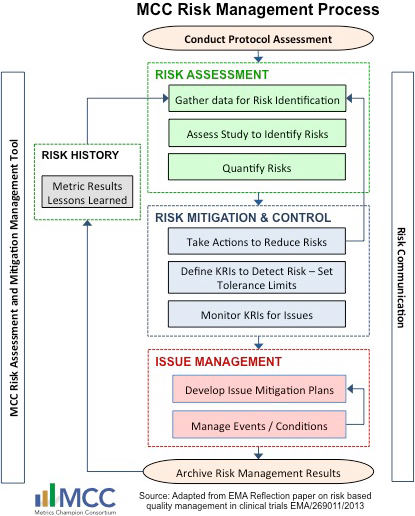 MCC Risk Management Process
Conduct Protocol Assessment
RISK ASSESSMENT
Gather data for Risk Identification
Assess Study to Identify Risks
Quantify Risks
RISK HISTORY
Metric Results
Lessons Learned
RISK MITIGATION & CONTROL
Take Actions to Reduce Risks
Define KRIs to Detect Risk – Set
Tolerance Limits
Monitor KRIs for Issues
ISSUE MANAGEMENT
Develop Issue Mitigation Plans
Manage Events / Conditions
Archive Risk Management Results
MCC Risk Assessment and Mitigation Management Tool
Risk Communication
MCC
Metrics Champion Consortium
Source: Adapted from EMA Reflection paper on risk based
quality management in clinical trials EMA/269011/2013